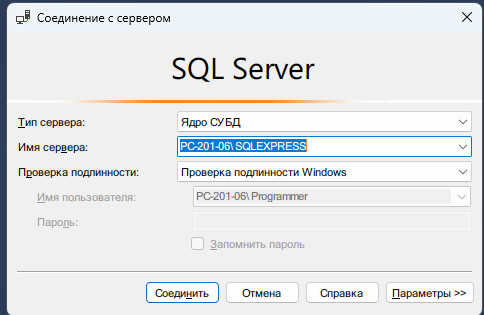 Соединение с сервером
SQL Server
Тип сервера: Ядро СУБД
Имя сервера: PC-201-06\SQLEXPRESS
Проверка подлинности: Проверка подлинности Windows
Имя пользователя: PC-201-06\Programmer
Пароль:
Запомнить пароль
Соединить Отмена Справка Параметры >>